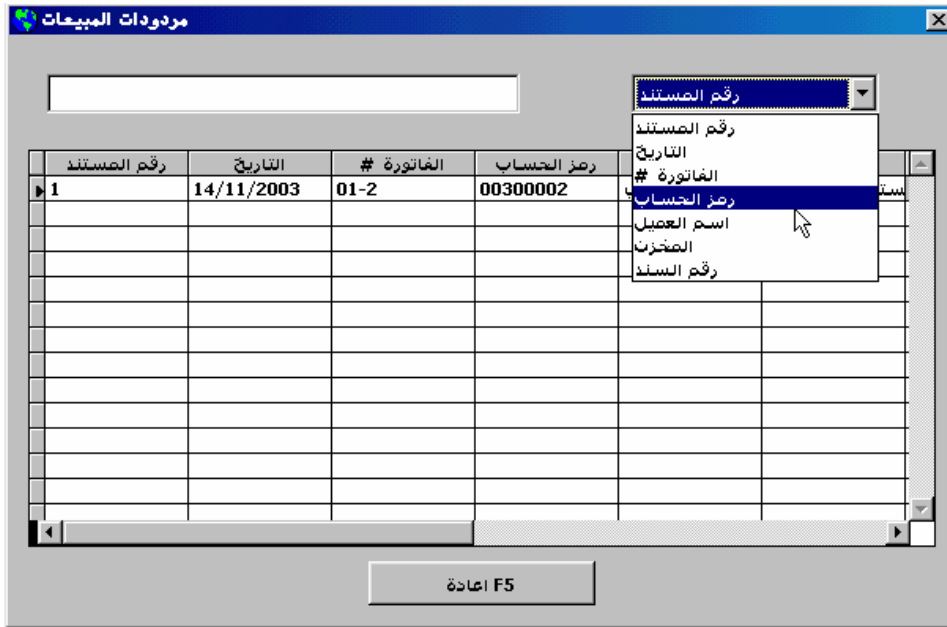 مردودات المبيعات
رقم المستند
رقم المستند
التاريخ
الفاتورة #
رمز الحساب
اسم العميل
المخزن
رقم السند
رقم المستند التاريخ الفاتورة # رمز الحساب
1 14/11/2003 01-2 00300002
F5 اعادة